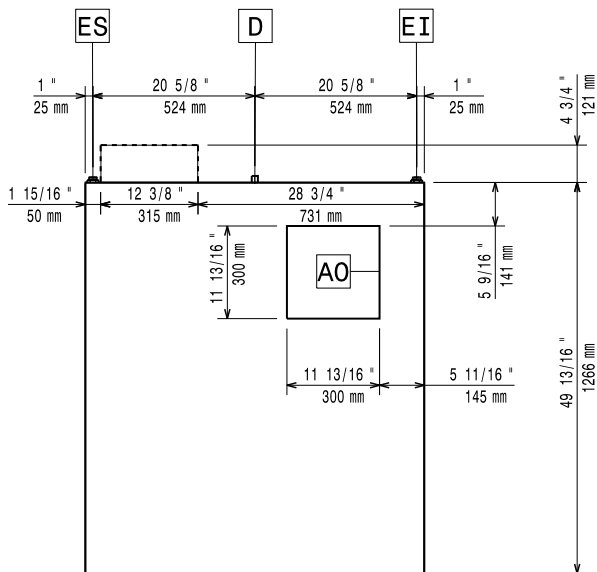 ES
D
EI
1 "
25 mm
20 5/8 "
524 mm
20 5/8 "
524 mm
1 "
25 mm
4 3/4 "
121 mm
1 15/16 "
50 mm
12 3/8 "
315 mm
28 3/4 "
731 mm
11 13/16 "
300 mm
AO
5 9/16 "
141 mm
11 13/16 "
300 mm
5 11/16 "
145 mm
49 13/16 "
1266 mm